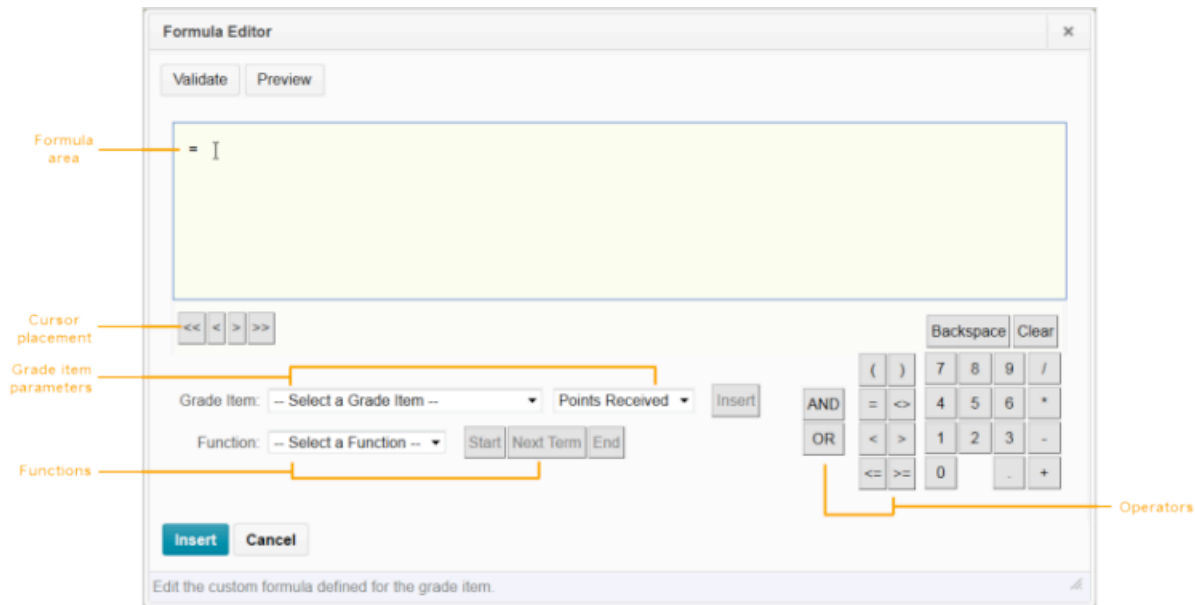 Formula Editor ×
Validate Preview
Formula
area
=
Cursor
placement
<< < > >>
Backspace Clear
Grade item
parameters
( ) 7 8 9 /
Grade Item: -- Select a Grade Item -- Points Received Insert AND = <> 4 5 6 *
Function: -- Select a Function -- Start Next Term End OR < > 1 2 3 -
Functions
<= >= 0 . +
Operators
Insert Cancel
Edit the custom formula defined for the grade item.